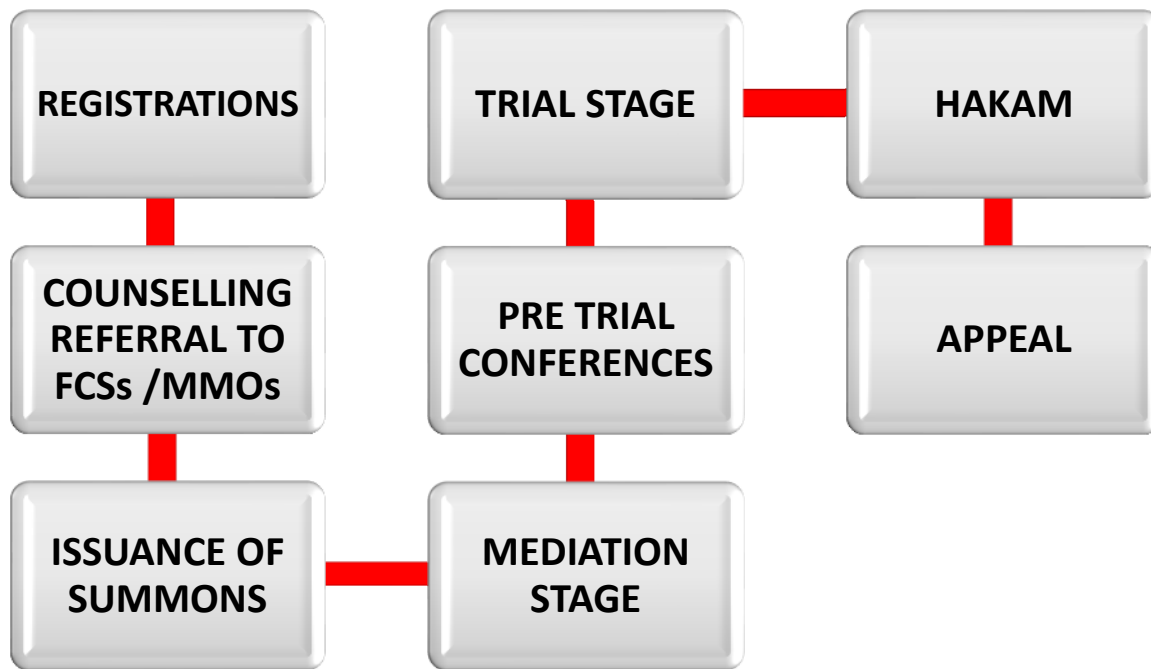 REGISTRATIONS
COUNSELLING
REFERRAL TO
FCSs /MMOs
ISSUANCE OF
SUMMONS
MEDIATION
STAGE
PRE TRIAL
CONFERENCES
TRIAL STAGE
HAKAM
APPEAL